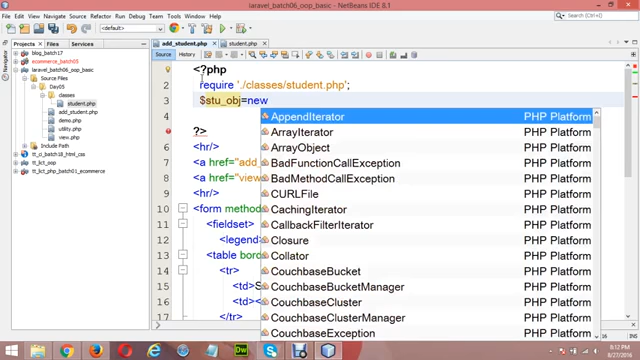 laravel_batch06_oop_basic - NetBeans IDE 8.1
File Edit View Navigate Source Refactor Run Debug Team Tools Window Help
Search (Ctrl+I)
<default>
Projects Files Services
add_student.php student.php
Source History
blog_batch17
ecommerce_batch05
laravel_batch06_oop_basic
Source Files
Day05
classes
student.php
add_student.php
demo.php
utility.php
view.php
Include Path
tt_ci_batch18_html_css
tt_lict_oop
tt_lict_php_batch01_ecommerce
1 <?php
2 require './classes/student.php';
3 $stu_obj=new
4
?>
6 <hr/>
7 <a href="add_
8 <a href="view
9 <hr/>
10 <form method
11 <fieldset>
12 <legend>
13 <table bord
14 <tr>
15 <td>S
16 <td><
17 </tr>
AppendIterator PHP Platform
ArrayIterator PHP Platform
ArrayObject PHP Platform
BadFunctionCallException PHP Platform
BadMethodCallException PHP Platform
CURLFile PHP Platform
CachingIterator PHP Platform
CallbackFilterIterator PHP Platform
Closure PHP Platform
Collator PHP Platform
CouchbaseBucket PHP Platform
CouchbaseBucketManager PHP Platform
CouchbaseCluster PHP Platform
CouchbaseClusterManager PHP Platform
CouchbaseException PHP Platform
8:12 PM
8/27/2016